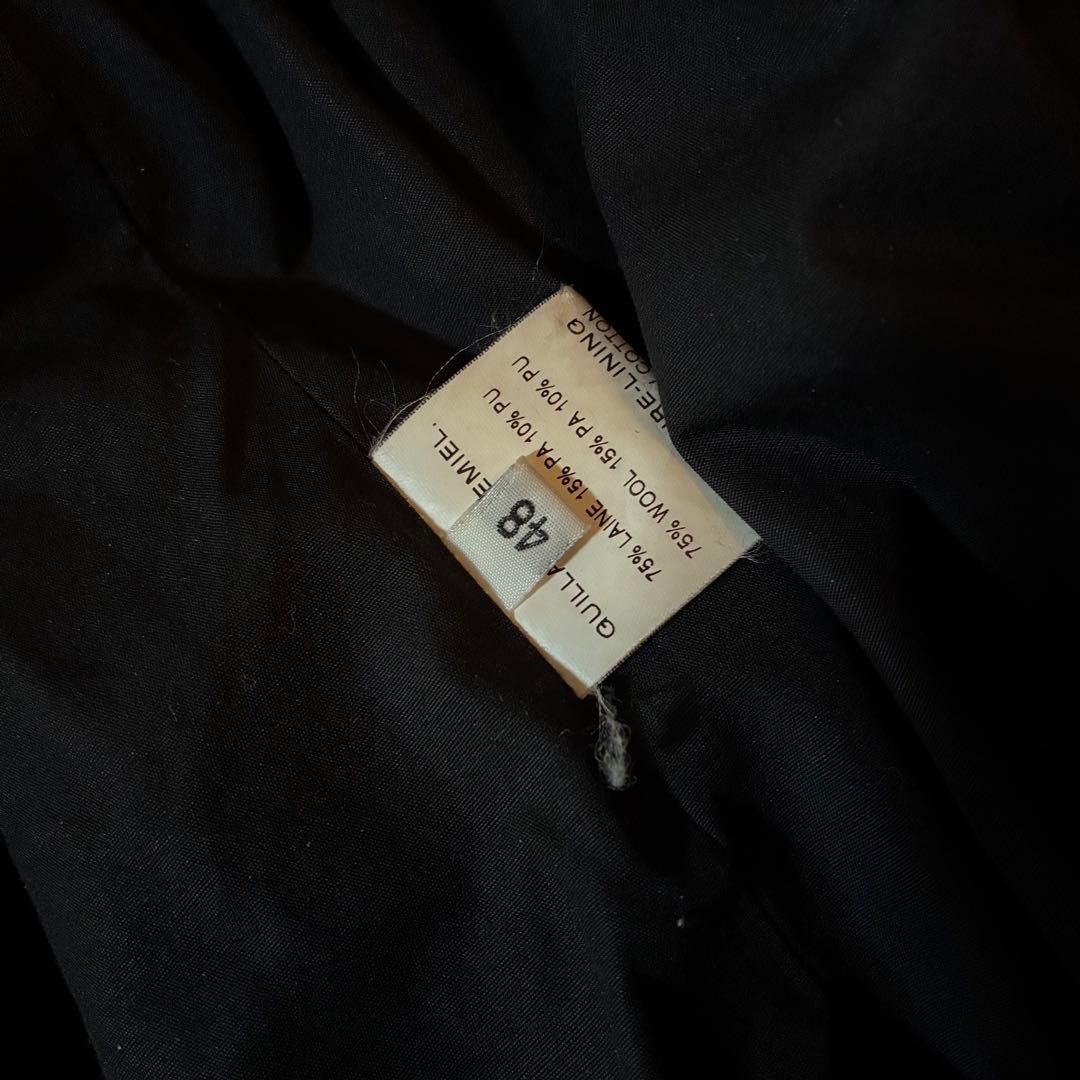 GUILLA EMIEL.
48
75% LAINE 15% PA 10% PU
75% WOOL 15% PA 10% PU
RE-LINING
COTTON